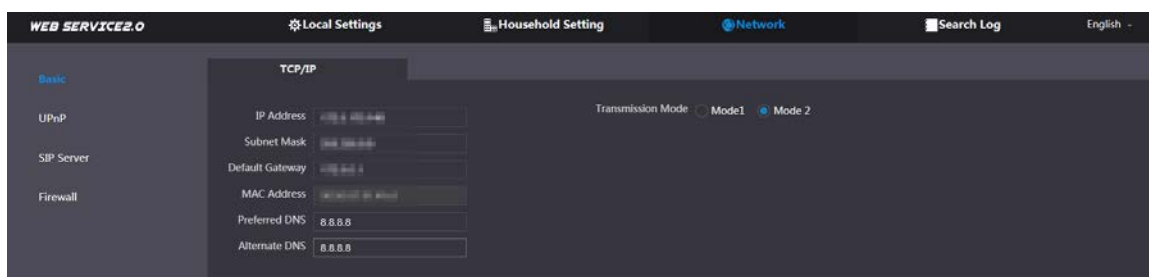 WEB SERVICE2.0 Local Settings Household Setting Network Search Log English
Basic TCP/IP
UPnP IP Address Transmission Mode Mode1 Mode 2
Subnet Mask
SIP Server Default Gateway
Firewall MAC Address
Preferred DNS 8.8.8.8
Alternate DNS 8.8.8.8